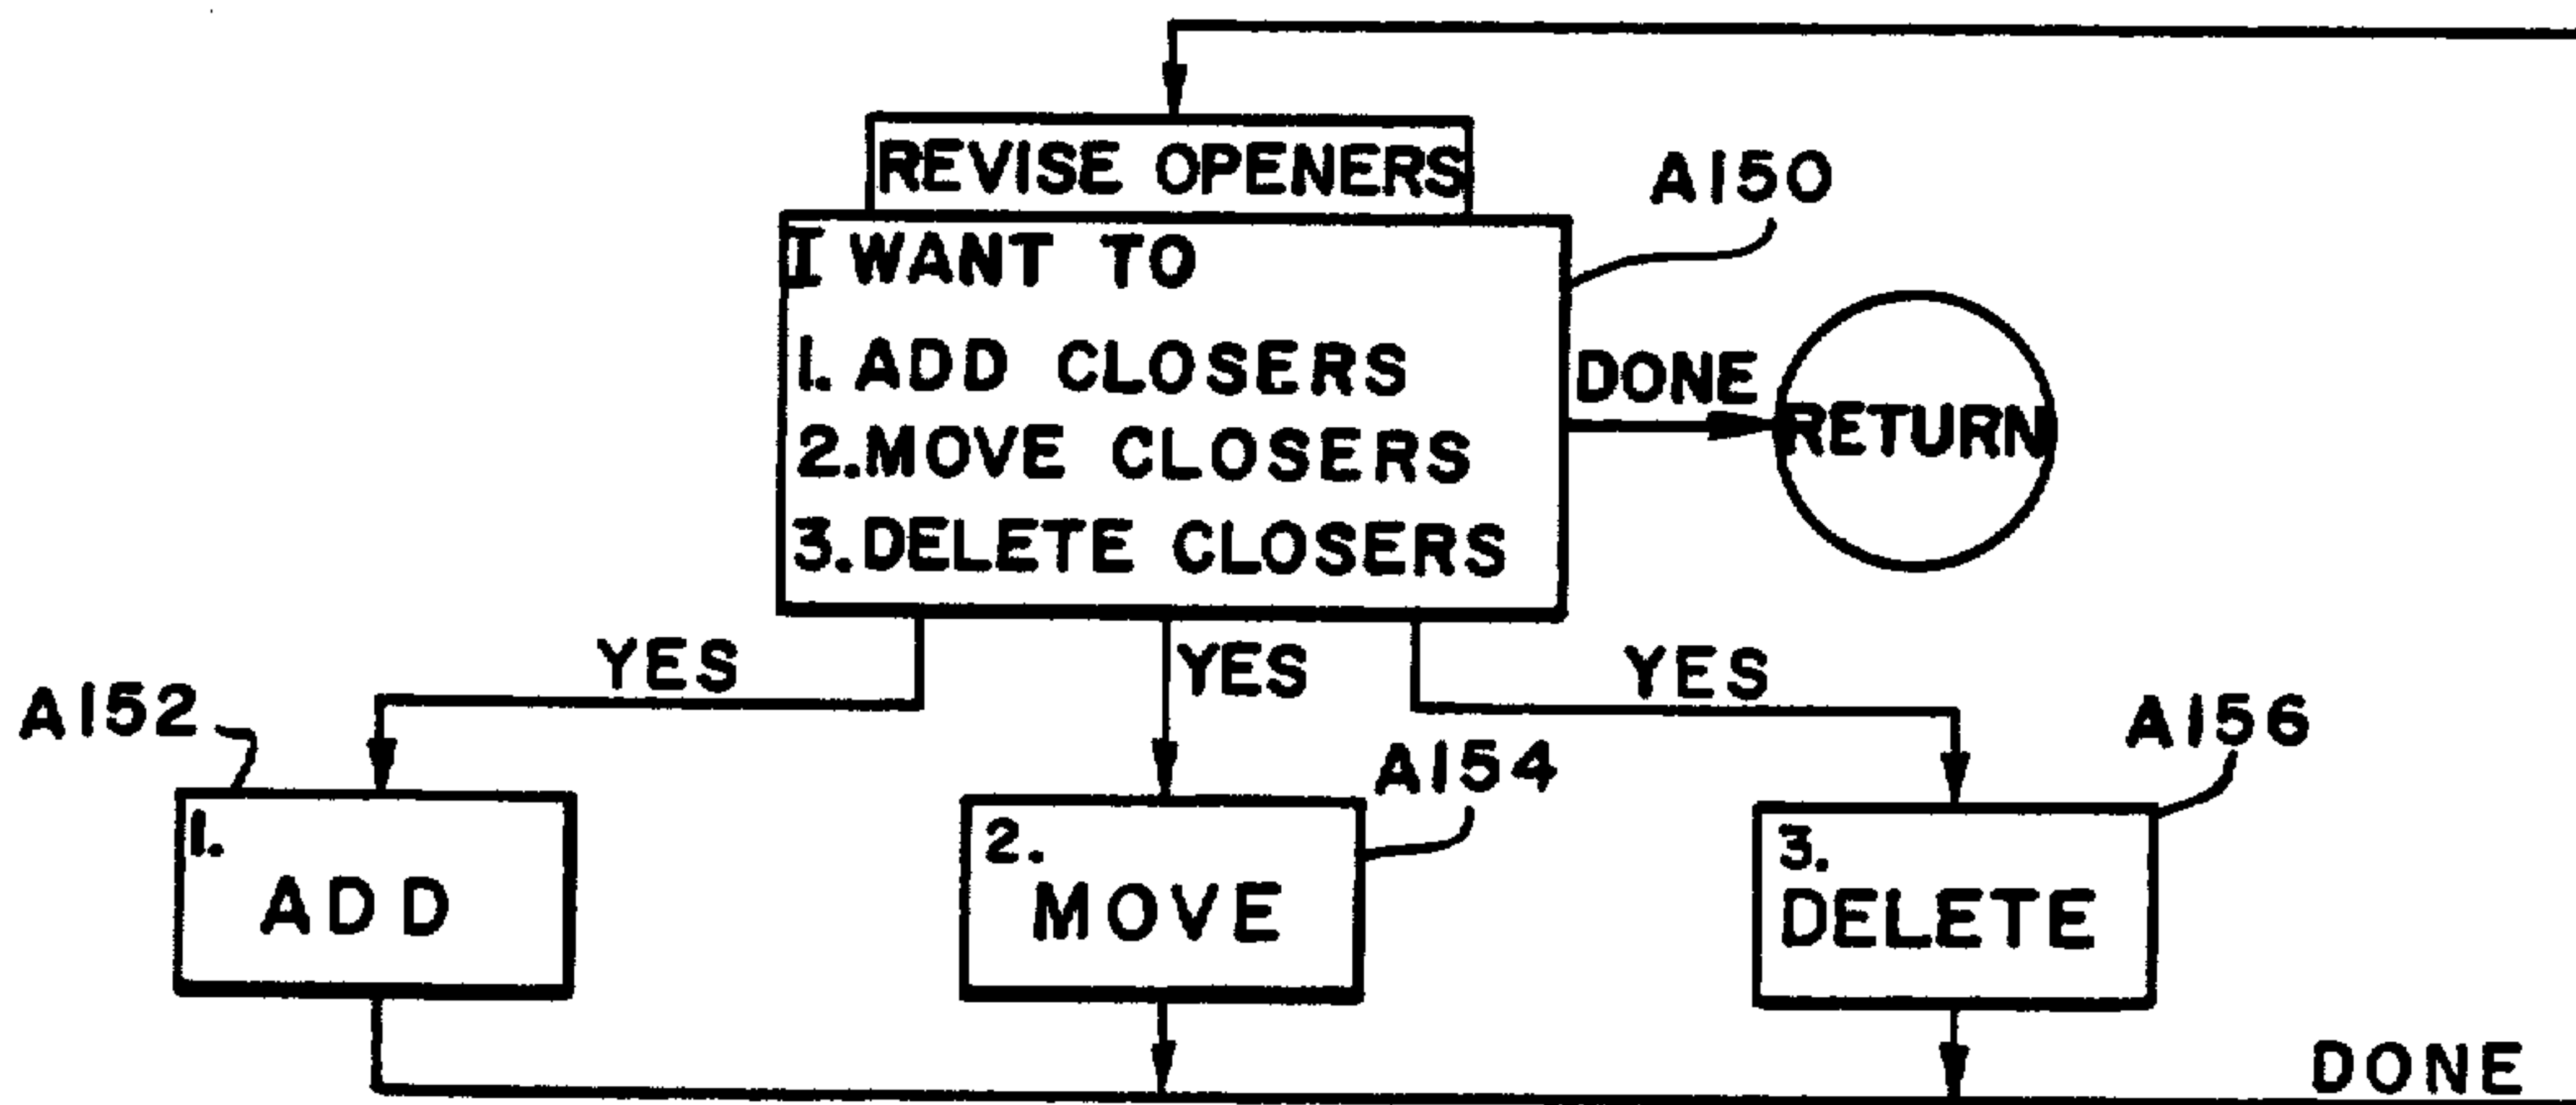 REVISE OPENERS
A150
I WANT TO
1. ADD CLOSERS
2. MOVE CLOSERS
3. DELETE CLOSERS
DONE
RETURN
YES
YES
YES
A152
A154
A156
1.
ADD
2.
MOVE
3.
DELETE
DONE